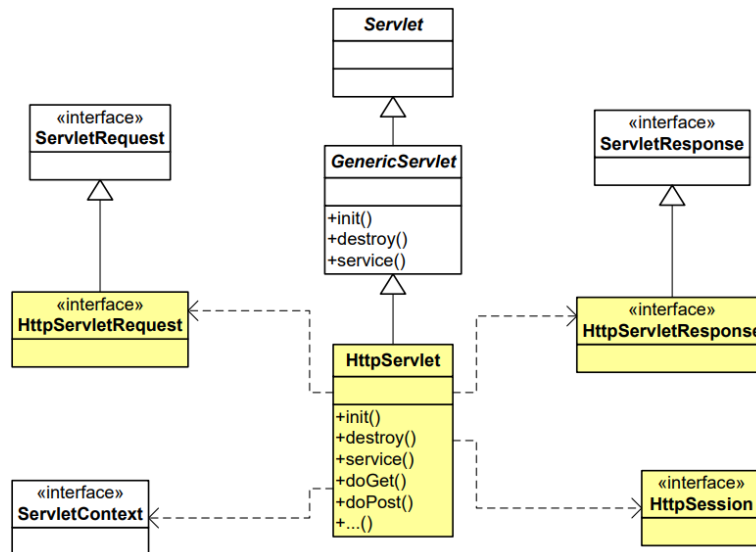 Servlet
«interface»
ServletRequest
«interface»
ServletResponse
GenericServlet
+init()
+destroy()
+service()
«interface»
HttpServletRequest
«interface»
HttpServletResponse
HttpServlet
+init()
+destroy()
+service()
+doGet()
+doPost()
+...()
«interface»
ServletContext
«interface»
HttpSession